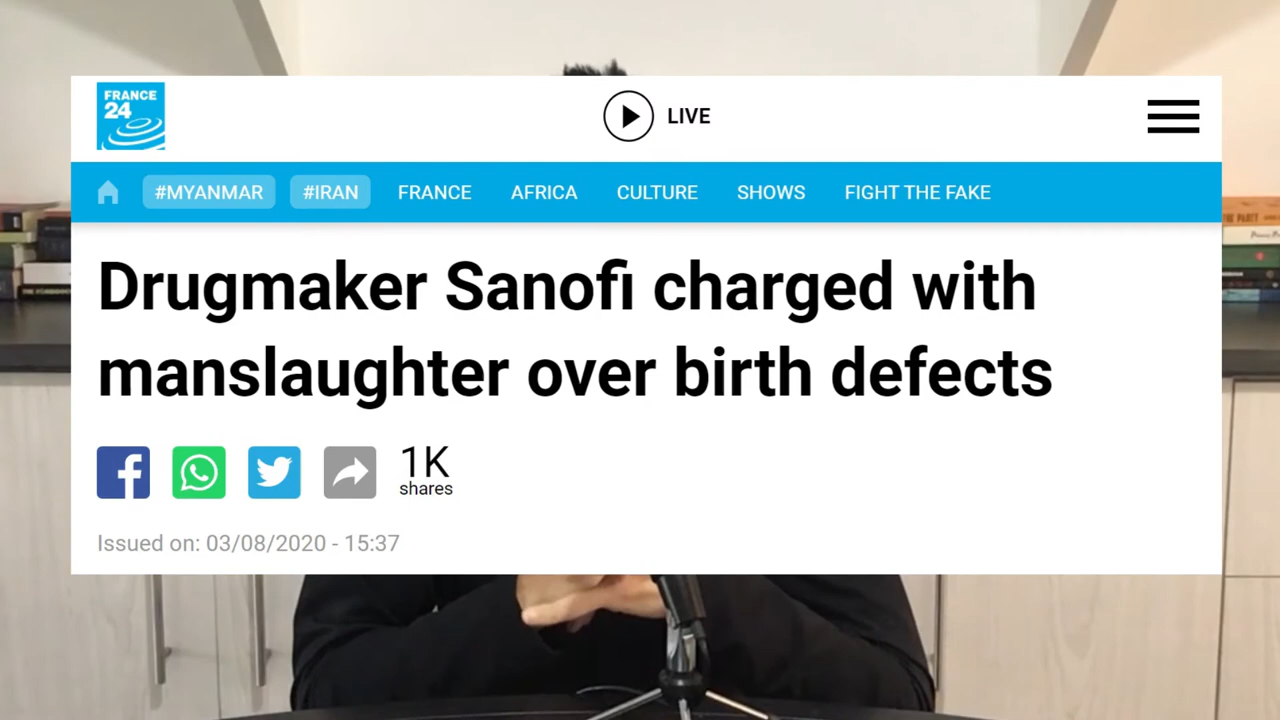 FRANCE
24
LIVE
#MYANMAR #IRAN FRANCE AFRICA CULTURE SHOWS FIGHT THE FAKE
Drugmaker Sanofi charged with
manslaughter over birth defects
1K
shares
Issued on: 03/08/2020 - 15:37